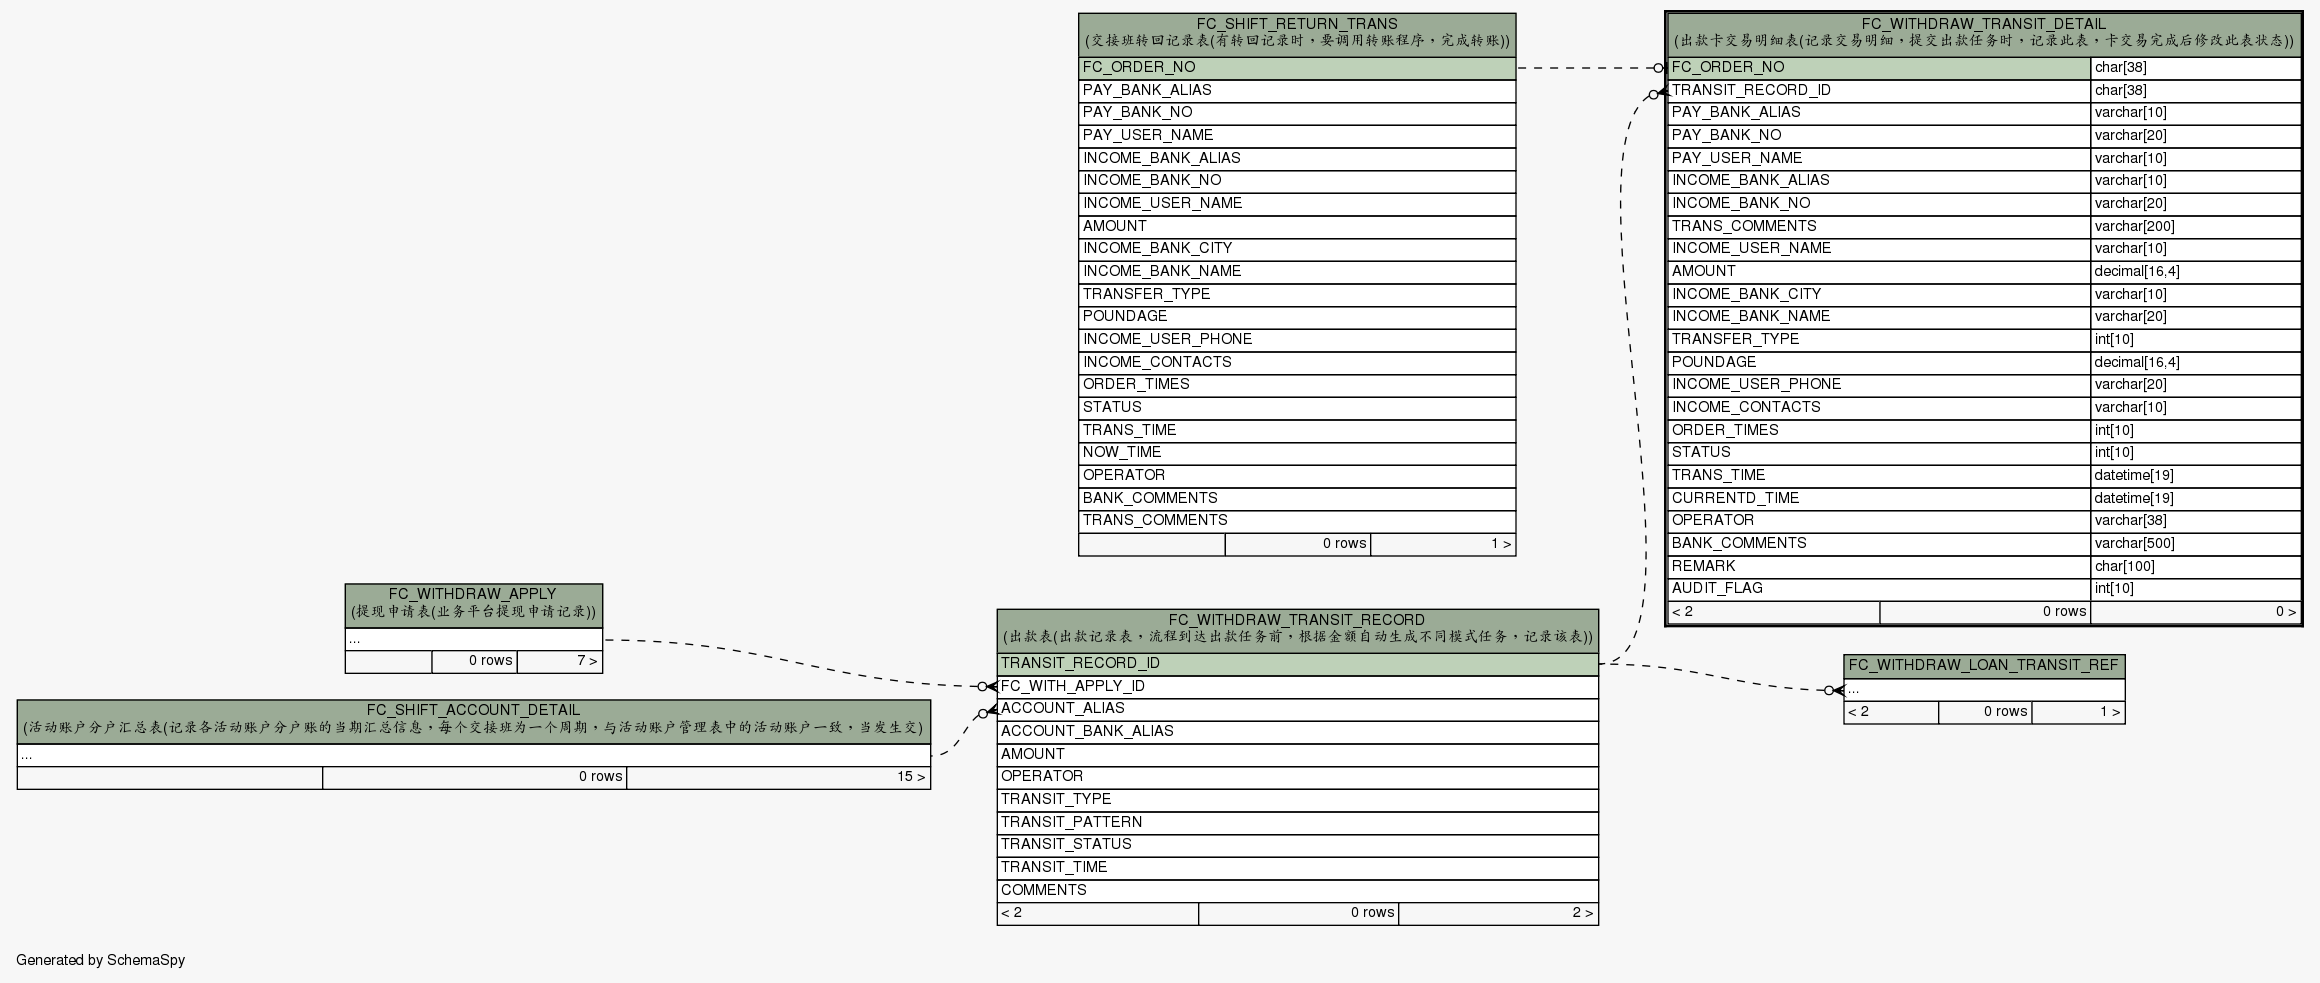 FC_SHIFT_RETURN_TRANS
(交接班转回记录表(有转回记录时，要调用转账程序，完成转账))
FC_ORDER_NO
PAY_BANK_ALIAS
PAY_BANK_NO
PAY_USER_NAME
INCOME_BANK_ALIAS
INCOME_BANK_NO
INCOME_USER_NAME
AMOUNT
INCOME_BANK_CITY
INCOME_BANK_NAME
TRANSFER_TYPE
POUNDAGE
INCOME_USER_PHONE
INCOME_CONTACTS
ORDER_TIMES
STATUS
TRANS_TIME
NOW_TIME
OPERATOR
BANK_COMMENTS
TRANS_COMMENTS
0 rows 1 >
FC_WITHDRAW_TRANSIT_DETAIL
(出款卡交易明细表(记录交易明细，提交出款任务时，记录此表，卡交易完成后修改此表状态))
FC_ORDER_NO char[38]
TRANSIT_RECORD_ID char[38]
PAY_BANK_ALIAS varchar[10]
PAY_BANK_NO varchar[20]
PAY_USER_NAME varchar[10]
INCOME_BANK_ALIAS varchar[10]
INCOME_BANK_NO varchar[20]
TRANS_COMMENTS varchar[200]
INCOME_USER_NAME varchar[10]
AMOUNT decimal[16,4]
INCOME_BANK_CITY varchar[10]
INCOME_BANK_NAME varchar[20]
TRANSFER_TYPE int[10]
POUNDAGE decimal[16,4]
INCOME_USER_PHONE varchar[20]
INCOME_CONTACTS varchar[10]
ORDER_TIMES int[10]
STATUS int[10]
TRANS_TIME datetime[19]
CURRENTD_TIME datetime[19]
OPERATOR varchar[38]
BANK_COMMENTS varchar[500]
REMARK char[100]
AUDIT_FLAG int[10]
< 2 0 rows 0 >
FC_WITHDRAW_APPLY
(提现申请表(业务平台提现申请记录))
...
0 rows 7 >
FC_SHIFT_ACCOUNT_DETAIL
(活动账户分户汇总表(记录各活动账户分户账的当期汇总信息，每个交接班为一个周期，与活动账户管理表中的活动账户一致，当发生交)
...
0 rows 15 >
FC_WITHDRAW_TRANSIT_RECORD
(出款表(出款记录表，流程到达出款任务前，根据金额自动生成不同模式任务，记录该表))
TRANSIT_RECORD_ID
FC_WITH_APPLY_ID
ACCOUNT_ALIAS
ACCOUNT_BANK_ALIAS
AMOUNT
OPERATOR
TRANSIT_TYPE
TRANSIT_PATTERN
TRANSIT_STATUS
TRANSIT_TIME
COMMENTS
< 2 0 rows 2 >
FC_WITHDRAW_LOAN_TRANSIT_REF
...
< 2 0 rows 1 >
Generated by SchemaSpy